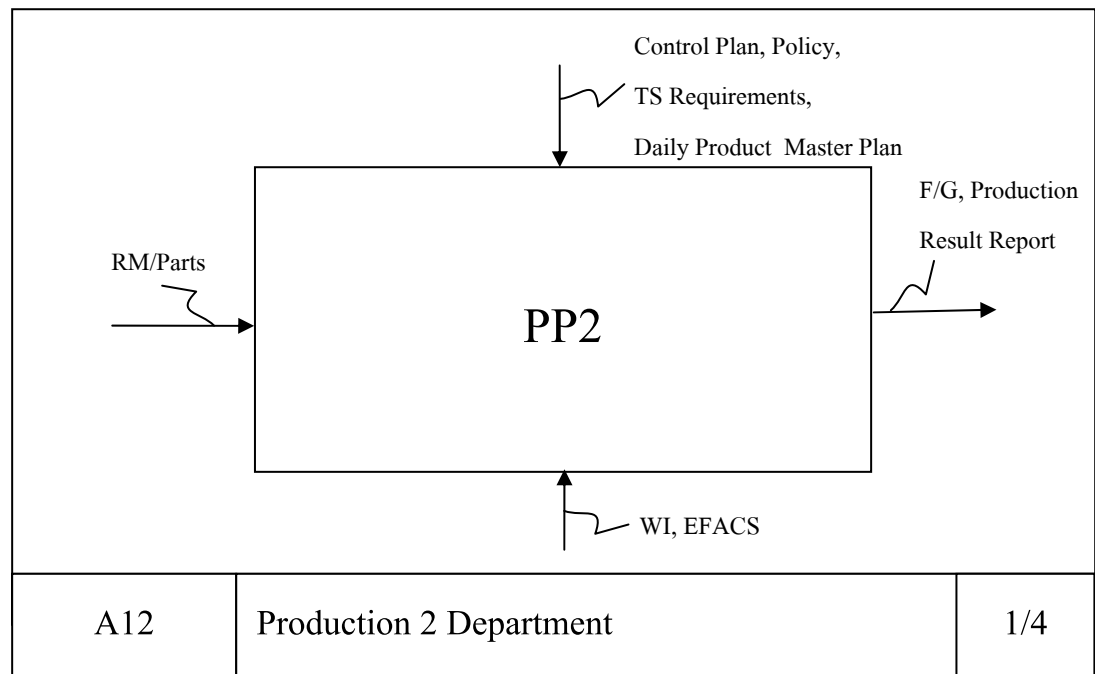 Control Plan, Policy,
TS Requirements,
Daily Product Master Plan
F/G, Production
Result Report
RM/Parts
PP2
WI, EFACS
A12
Production 2 Department
1/4